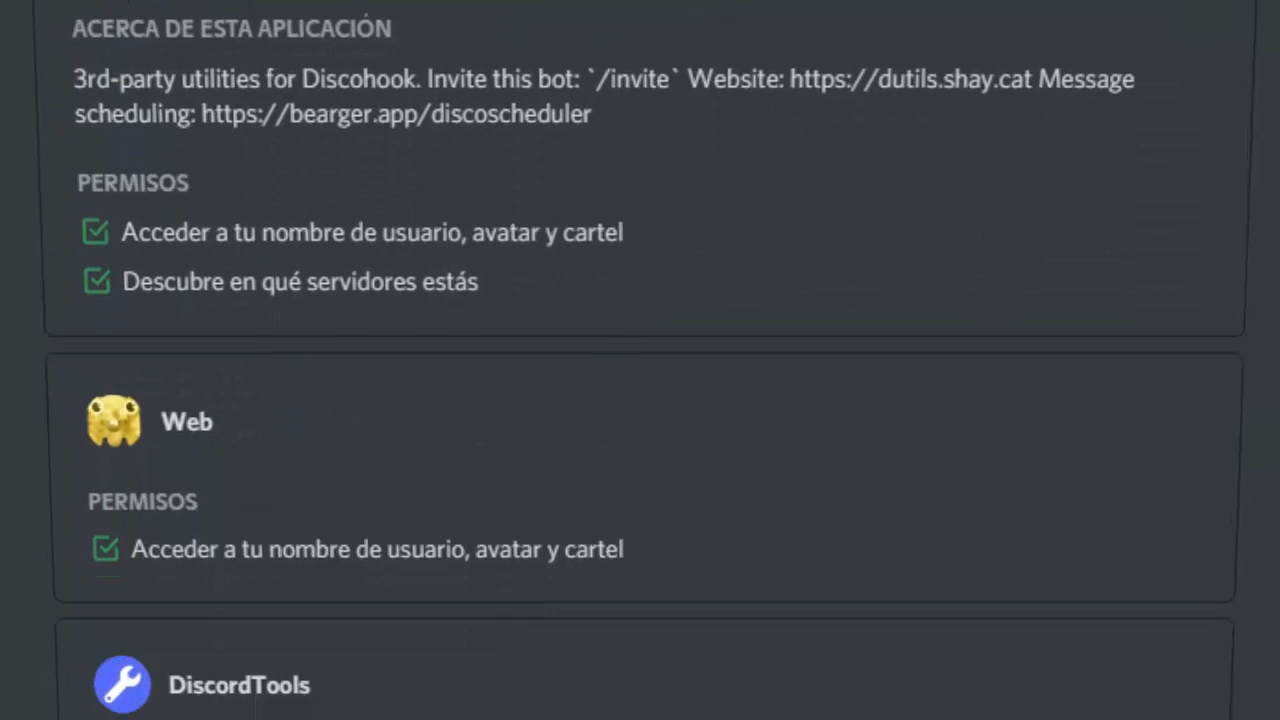 ACERCA DE ESTA APLICACIÓN
3rd-party utilities for Discohook. Invite this bot: `/invite` Website: https://dutils.shay.cat Message
scheduling: https://bearger.app/discoscheduler
PERMISOS
Acceder a tu nombre de usuario, avatar y cartel
Descubre en qué servidores estás
Web
PERMISOS
Acceder a tu nombre de usuario, avatar y cartel
DiscordTools